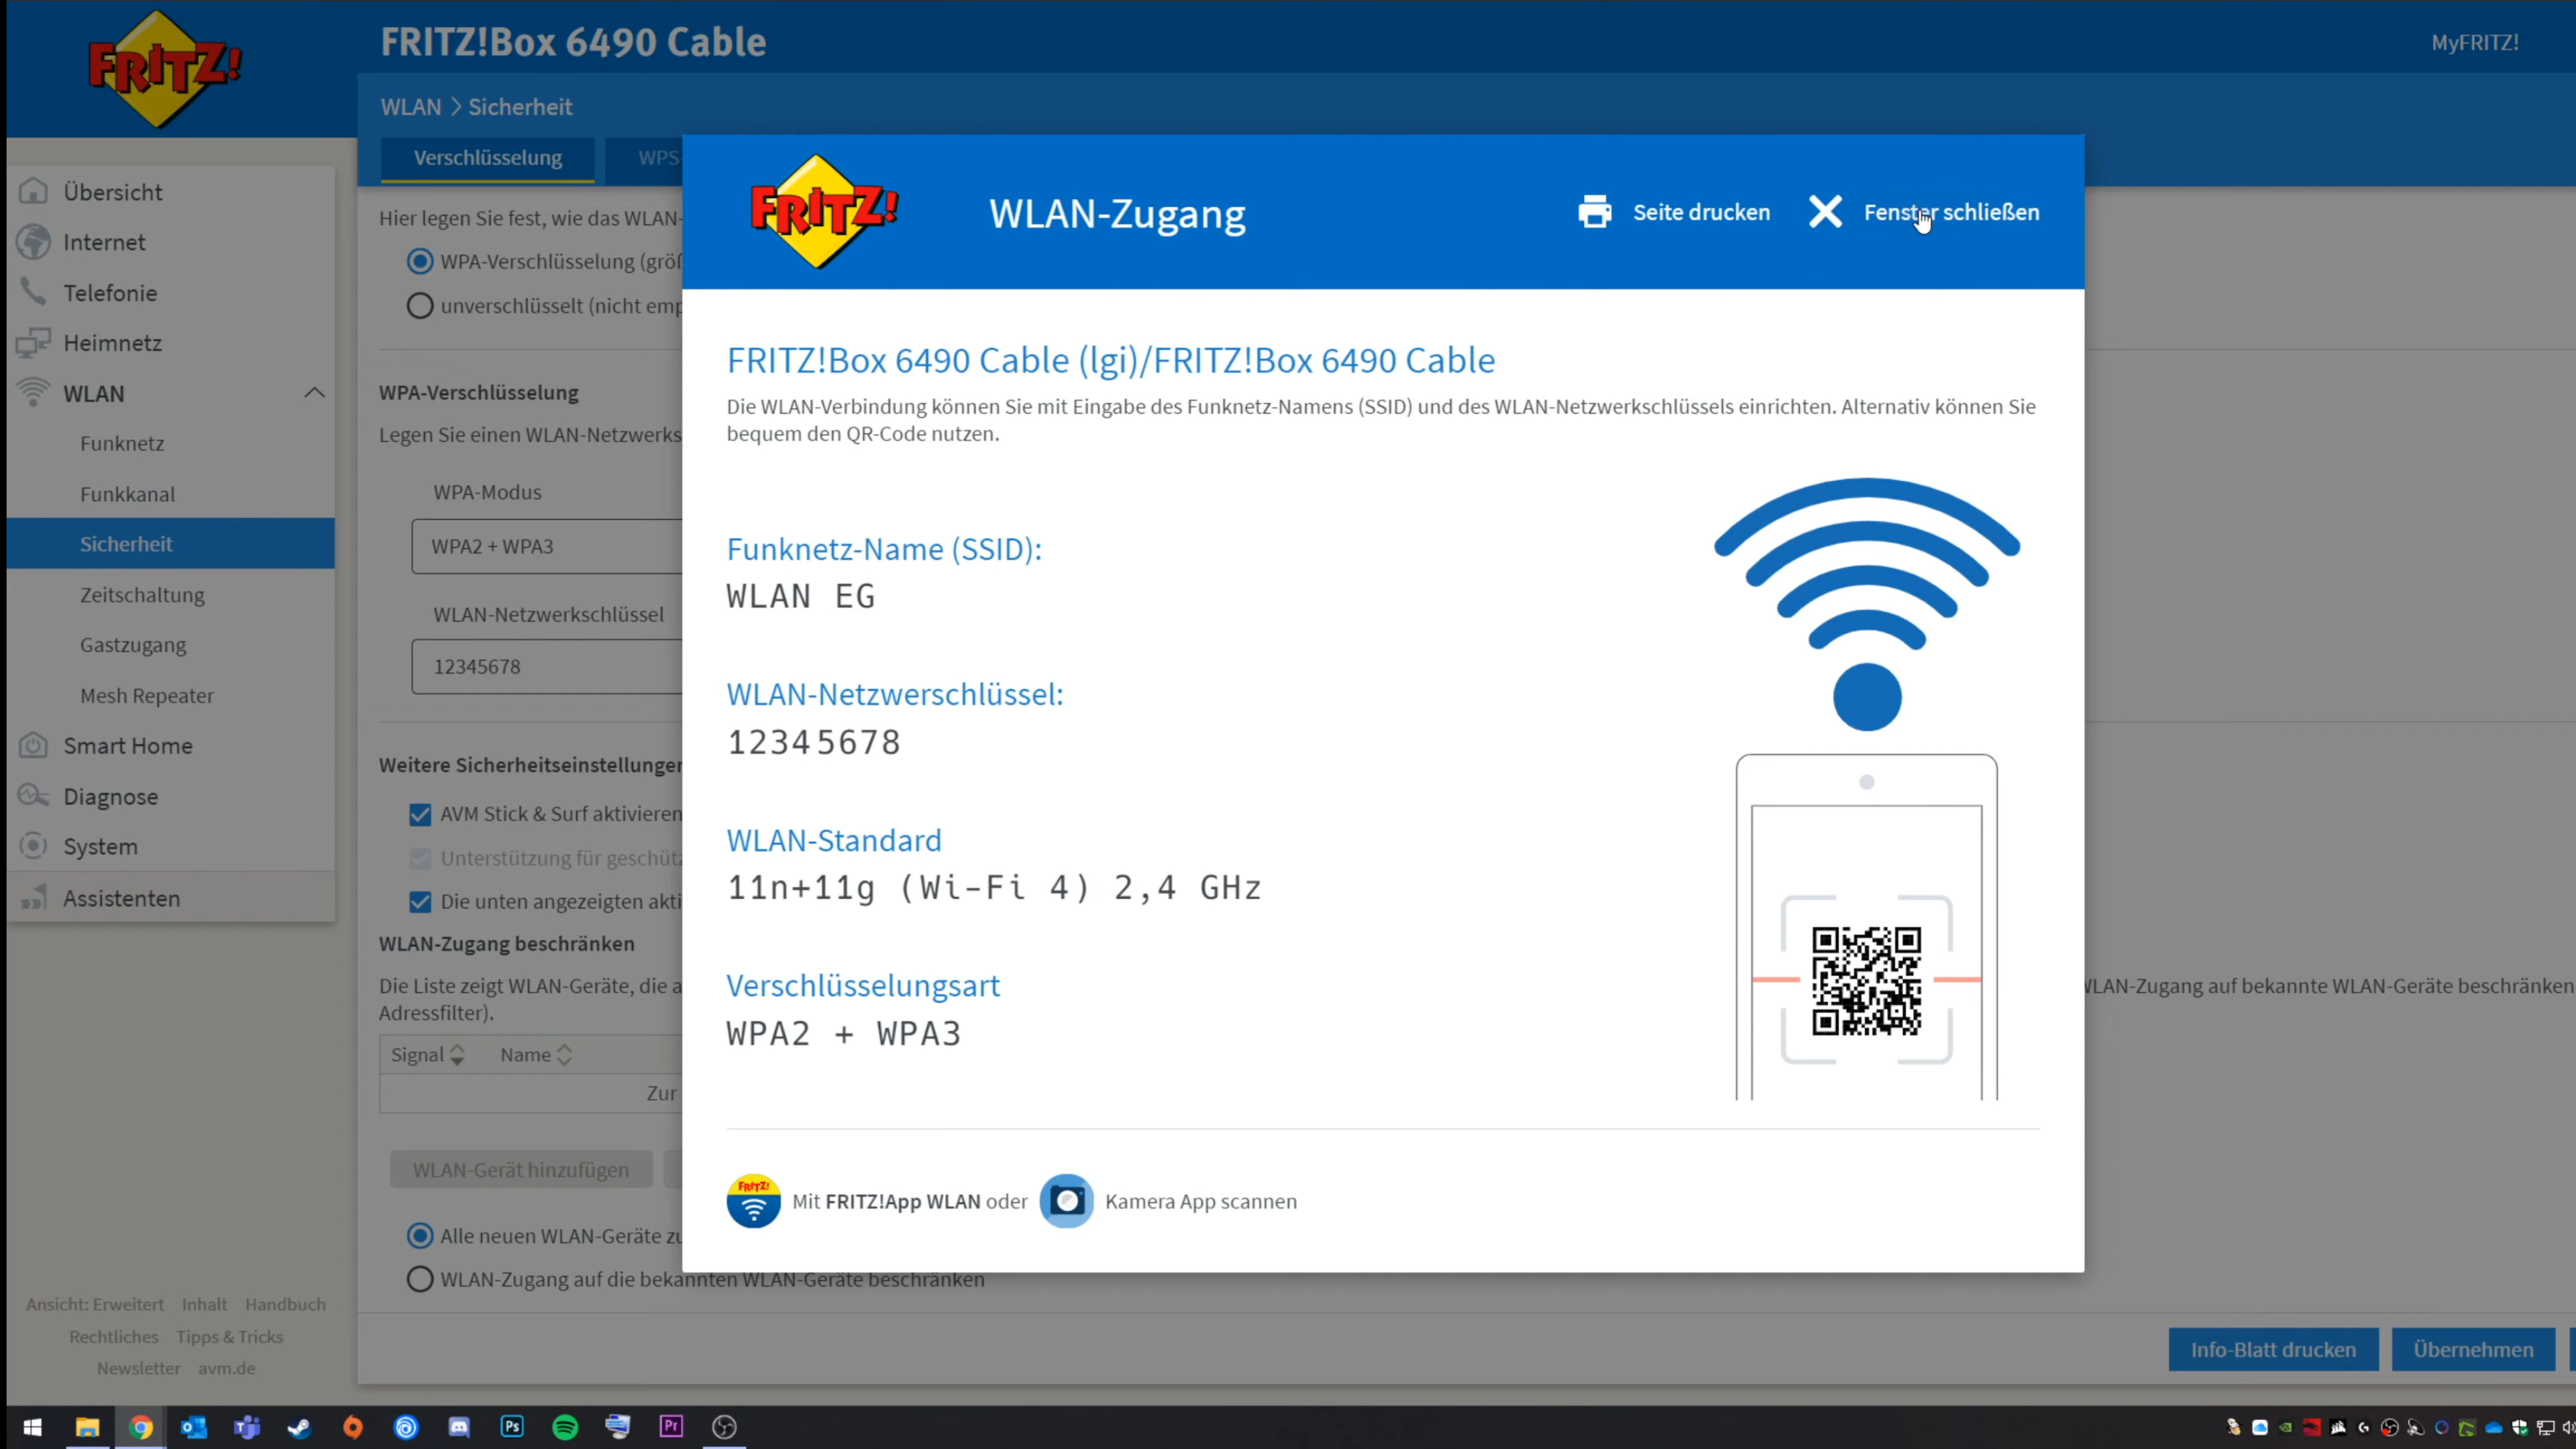 FRITZ!
FRITZ!Box 6490 Cable
MyFRITZ!
WLAN > Sicherheit
Verschlüsselung
WPS
Übersicht
Internet
Telefonie
Heimnetz
WLAN
Funknetz
Funkkanal
Sicherheit
Zeitschaltung
Gastzugang
Mesh Repeater
Smart Home
Diagnose
System
Assistenten
Ansicht: Erweitert Inhalt Handbuch
Rechtliches Tipps & Tricks
Newsletter avm.de
Hier legen Sie fest, wie das WLAN-
WPA-Verschlüsselung (größ
unverschlüsselt (nicht emp
WPA-Verschlüsselung
Legen Sie einen WLAN-Netzwerks
WPA-Modus
WPA2 + WPA3
WLAN-Netzwerkschlüssel
12345678
Weitere Sicherheitseinstellungen
AVM Stick & Surf aktivieren
Unterstützung für geschütz
Die unten angezeigten akti
WLAN-Zugang beschränken
Die Liste zeigt WLAN-Geräte, die a
WLAN-Zugang auf bekannte WLAN-Geräte beschränken
Adressfilter).
Signal Name
Zur
WLAN-Gerät hinzufügen
Alle neuen WLAN-Geräte zu
WLAN-Zugang auf die bekannten WLAN-Geräte beschränken
Info-Blatt drucken
Übernehmen
FRITZ!
WLAN-Zugang
Seite drucken
Fenster schließen
FRITZ!Box 6490 Cable (lgi)/FRITZ!Box 6490 Cable
Die WLAN-Verbindung können Sie mit Eingabe des Funknetz-Namens (SSID) und des WLAN-Netzwerkschlüssels einrichten. Alternativ können Sie
bequem den QR-Code nutzen.
Funknetz-Name (SSID):
WLAN EG
WLAN-Netzwerschlüssel:
12345678
WLAN-Standard
11n+11g (Wi-Fi 4) 2,4 GHz
Verschlüsselungsart
WPA2 + WPA3
FRITZ!
Mit FRITZ!App WLAN oder
Kamera App scannen
Ps
Pr